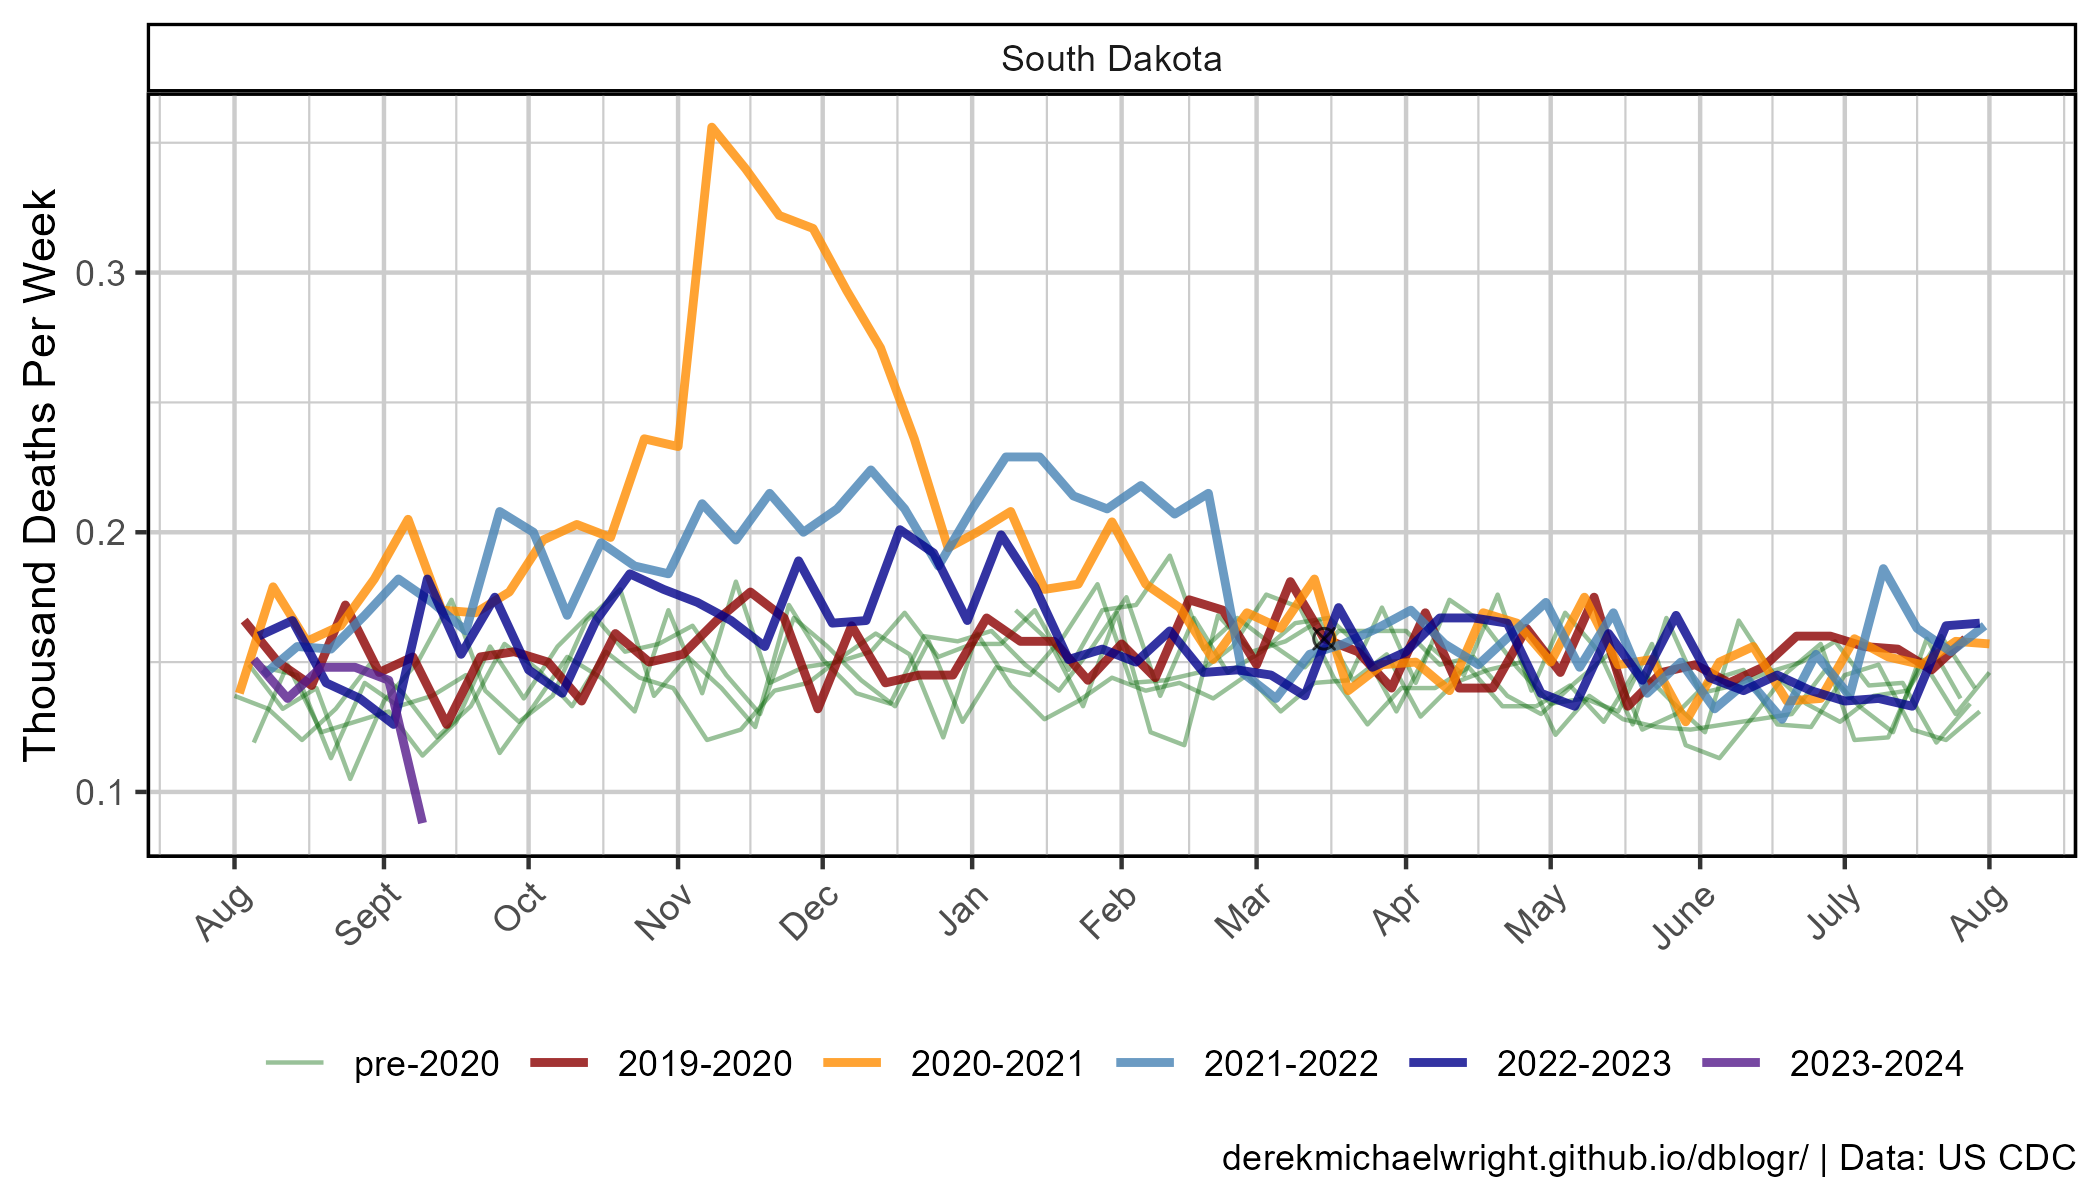 South Dakota
Thousand Deaths Per Week
0.3
0.2
0.1
Aug Sept Oct Nov Dec Jan Feb Mar Apr May June July Aug
pre-2020 2019-2020 2020-2021 2021-2022 2022-2023 2023-2024
derekmichaelwright.github.io/dblogr/ | Data: US CDC